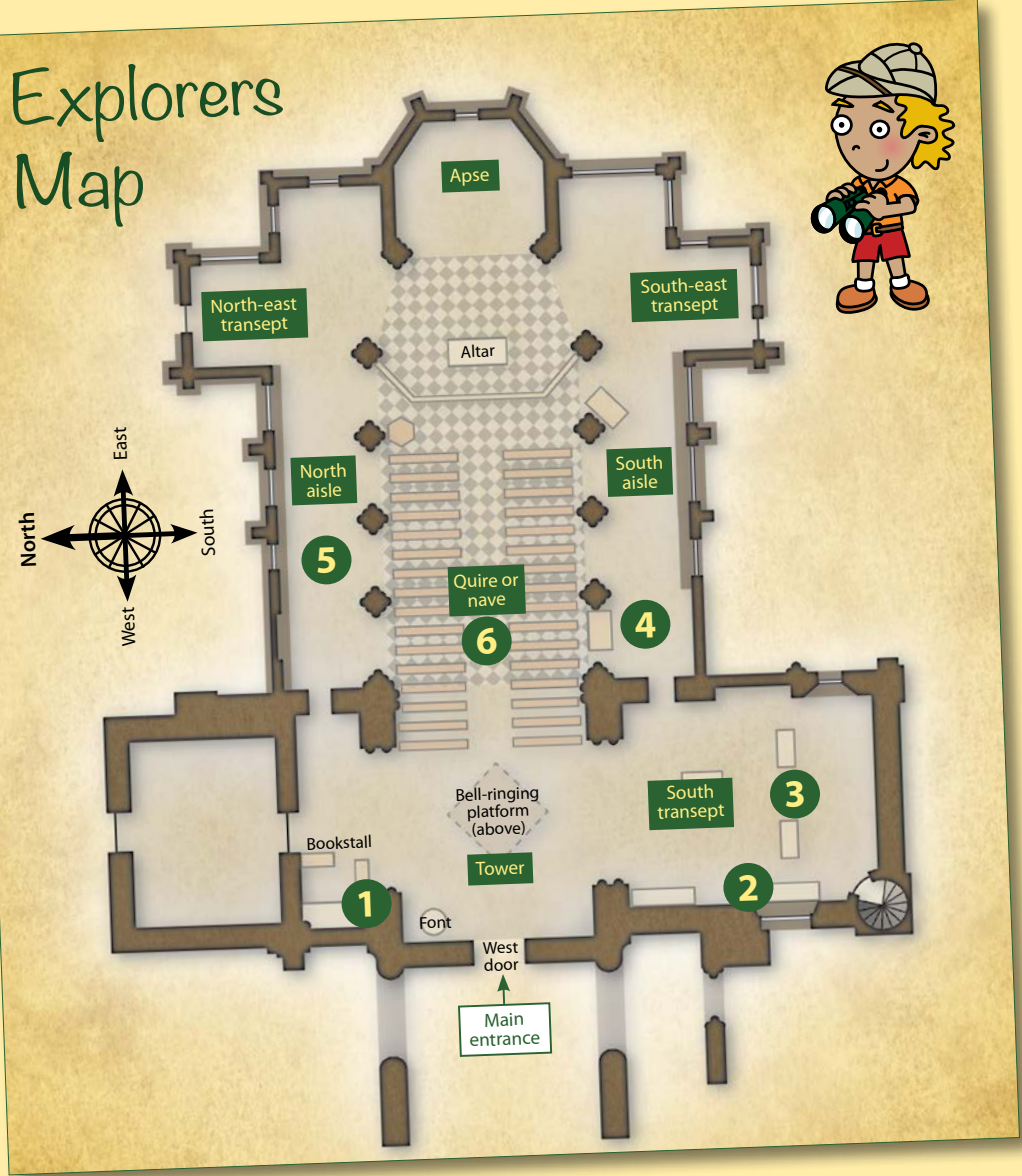 Explorers
Map
Apse
North-east
transept
South-east
transept
Altar
East
North
South
West
North
aisle
South
aisle
5
Quire or
nave
6
4
South
transept
3
Bell-ringing
platform
(above)
Tower
Bookstall
1
2
Font
West
door
Main
entrance